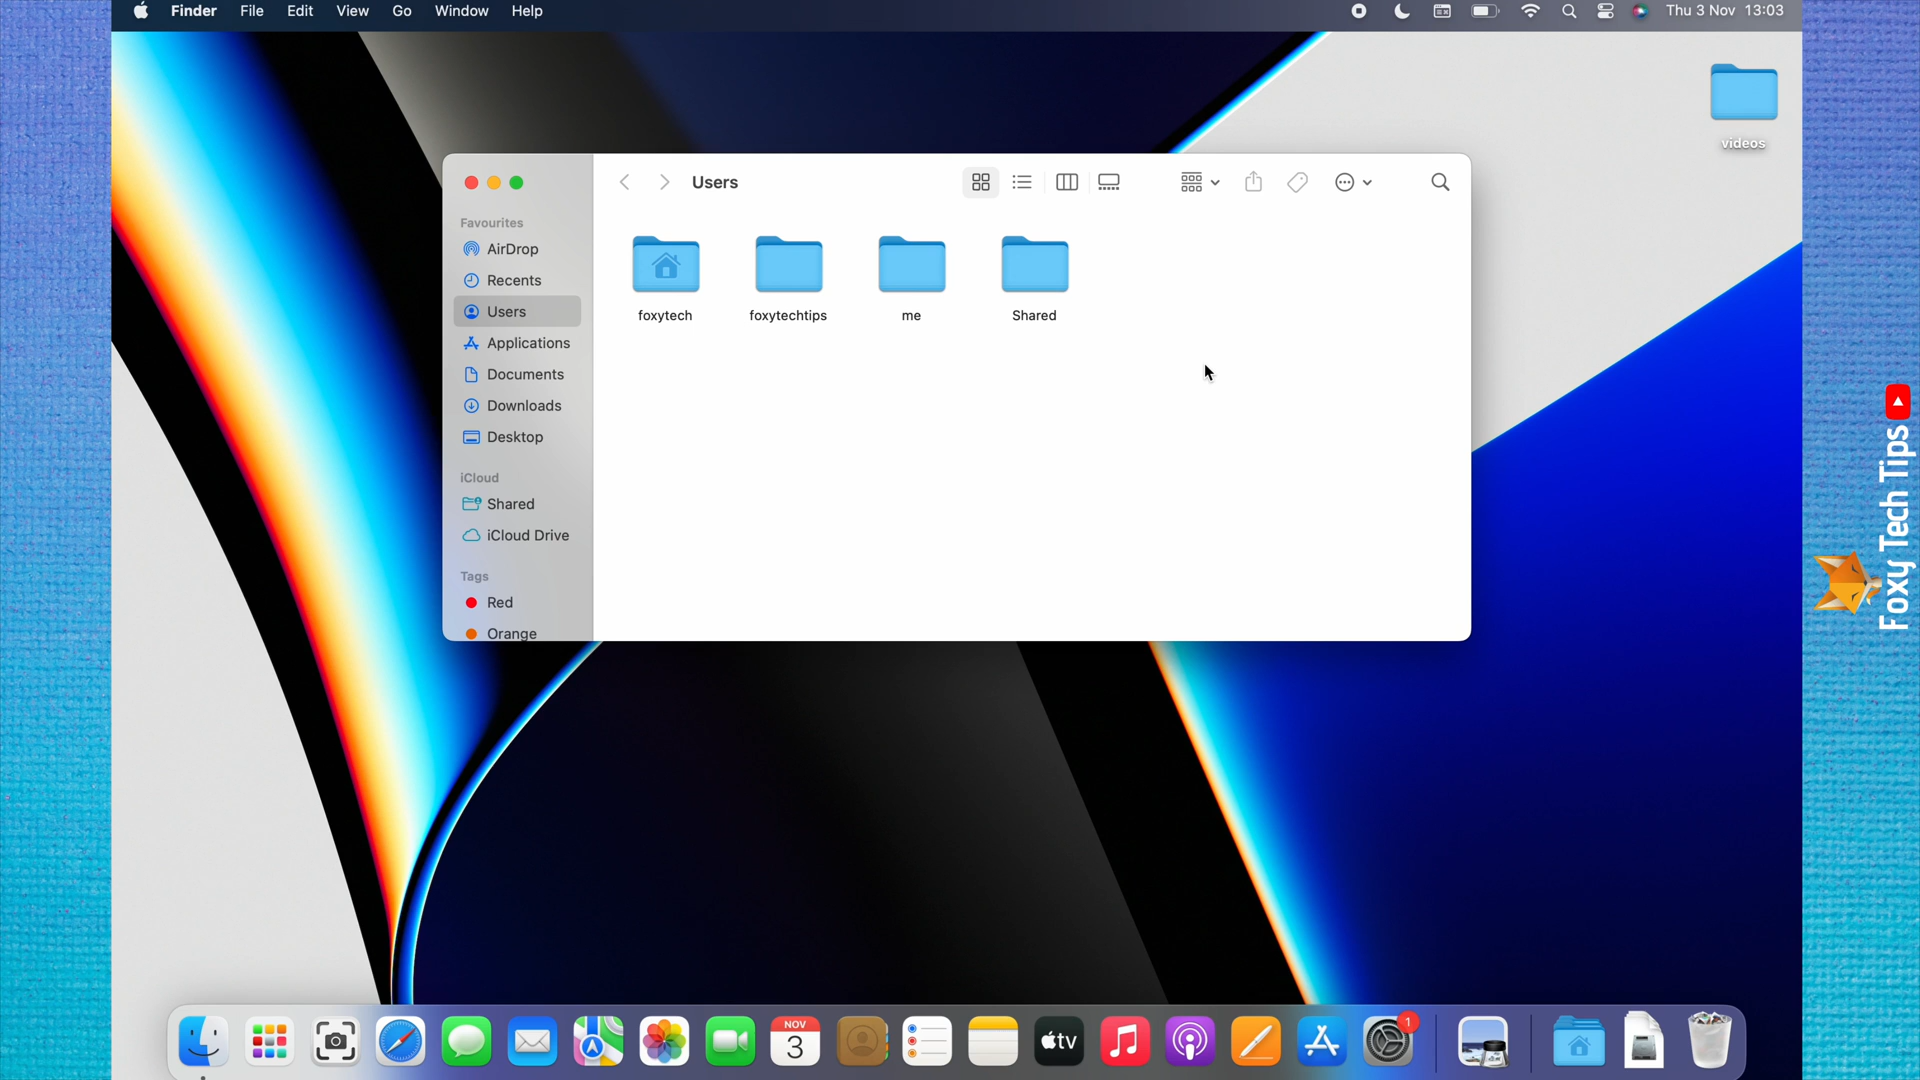 Finder File Edit View Go Window Help
Thu 3 Nov 13:03
videos
Users
Favourites
AirDrop
Recents
Users
Applications
Documents
Downloads
Desktop
iCloud
Shared
iCloud Drive
Tags
Red
Orange
foxytech foxytechtips me Shared
Foxy Tech Tips
NOV
3
tv
1